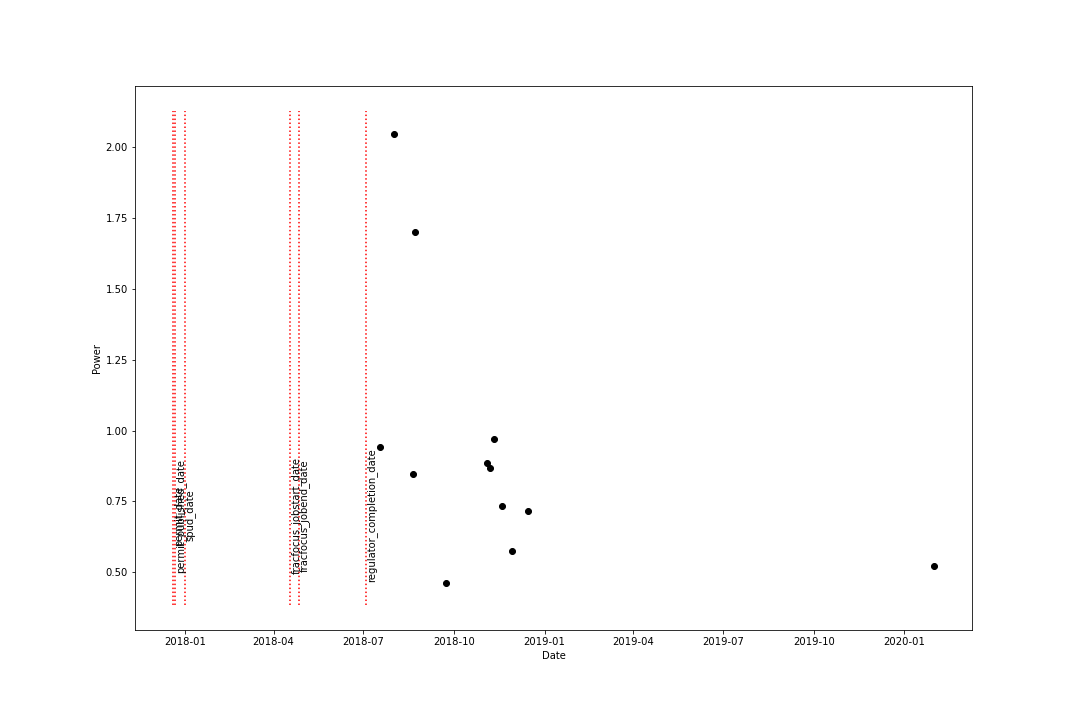 2.00
1.75
1.50
1.25
1.00
0.75
0.50
Power
spud_date
fracfocus_jobstart_date
fracfocus_jobend_date
regulator_completion_date
2018-01
2018-04
2018-07
2018-10
2019-01
2019-04
2019-07
2019-10
2020-01
Date